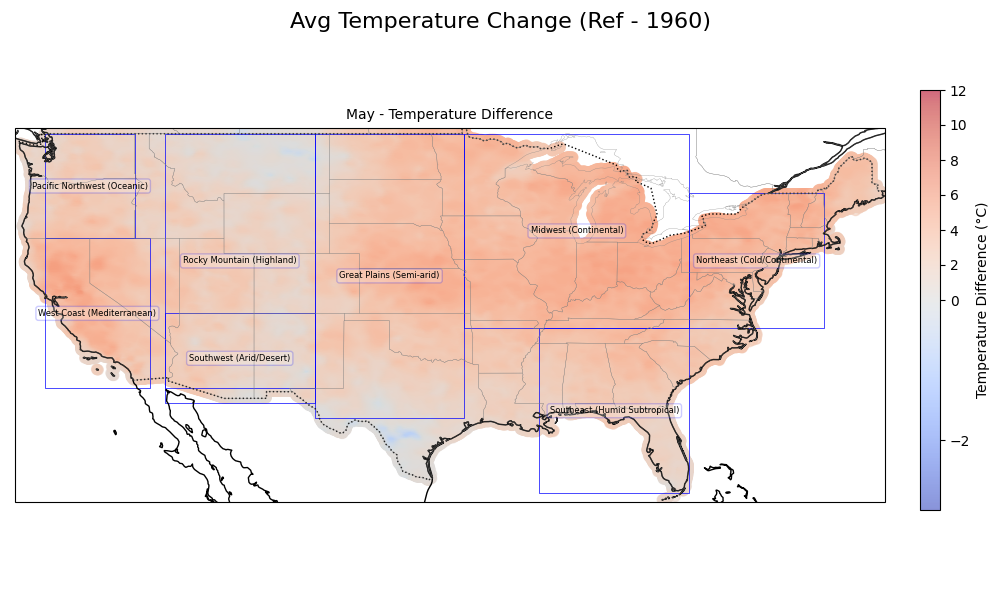 Avg Temperature Change (Ref - 1960)
May - Temperature Difference
Pacific Northwest (Oceanic)
Midwest (Continental)
Rocky Mountain (Highland)
Northeast (Cold/Continental)
Great Plains (Semi-arid)
West Coast (Mediterranean)
Southwest (Arid/Desert)
Southeast (Humid Subtropical)
12
10
8
6
4
2
0
−2
Temperature Difference (°C)